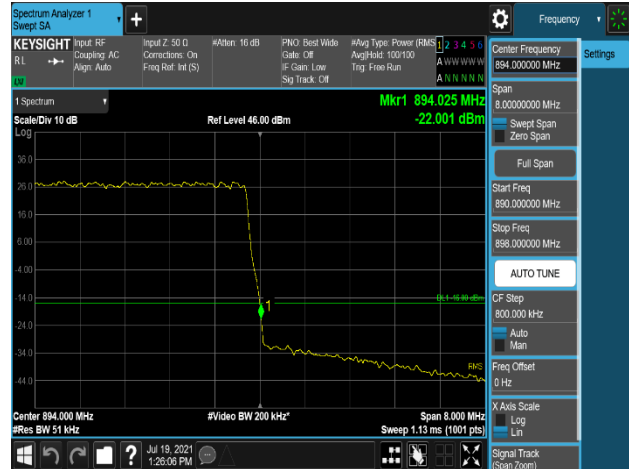 Spectrum Analyzer 1
Swept SA
+
Frequency
KEYSIGHT
Input: RF
Input Z: 50 Ω
#Atten: 16 dB
PNO: Best Wide
#Avg Type: Power (RMS
1 2 3 4 5 6
RL
Coupling: AC
Corrections: On
Gate: Off
Avg|Hold: 100/100
A W W W W W
Align: Auto
Freq Ref: Int (S)
IF Gain: Low
Trig: Free Run
Sig Track: Off
A N N N N N
1 Spectrum
Mkr1 894.025 MHz
Scale/Div 10 dB
Ref Level 46.00 dBm
-22.001 dBm
Log
36.0
26.0
16.0
6.00
-4.00
-14.0
-24.0
-34.0
-44.0
1
DL1 -16.00 dBm
RMS
Center 894.000 MHz
#Video BW 200 kHz*
Span 8.000 MHz
#Res BW 51 kHz
Sweep 1.13 ms (1001 pts)
Center Frequency
894.000000 MHz
Settings
Span
8.00000000 MHz
Swept Span
Zero Span
Full Span
Start Freq
890.000000 MHz
Stop Freq
898.000000 MHz
AUTO TUNE
CF Step
800.000 kHz
Auto
Man
Freq Offset
0 Hz
X Axis Scale
Log
Lin
Signal Track
(Span Zoom)
?
Jul 19, 2021
1:26:06 PM